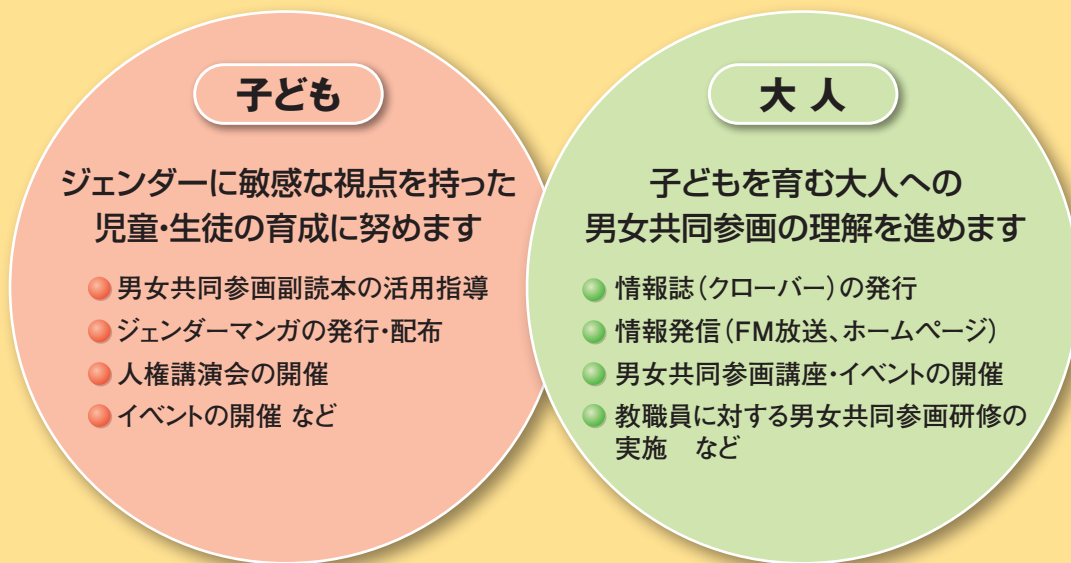 子ども
ジェンダーに敏感な視点を持った
児童・生徒の育成に努めます
男女共同参画副読本の活用指導
ジェンダーマンガの発行・配布
人権講演会の開催
イベントの開催 など
大 人
子どもを育む大人への
男女共同参画の理解を進めます
情報誌(クローバー)の発行
情報発信(FM放送、ホームページ)
男女共同参画講座・イベントの開催
教職員に対する男女共同参画研修の
実施 など